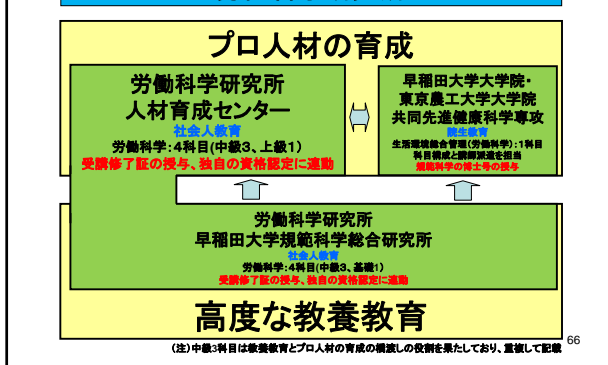 プロ人材の育成
労働科学研究所
人材育成センター
社会人教育
労働科学:4科目(中級3、上級1)
受講修了証の授与、独自の資格認定に連動
早稲田大学大学院・
東京農工大学大学院
共同先進健康科学専攻
院生教育
生活環境総合管理(労働科学):1科目
科目構成と講師派遣を担当
規範科学の博士号の授与
労働科学研究所
早稲田大学規範科学総合研究所
社会人教育
労働科学:4科目(中級3、基礎1)
受講修了証の授与、独自の資格認定に連動
高度な教養教育
(注)中級3科目は教養教育とプロ人材の育成の橋渡しの役割を果たしており、重複して記載
66